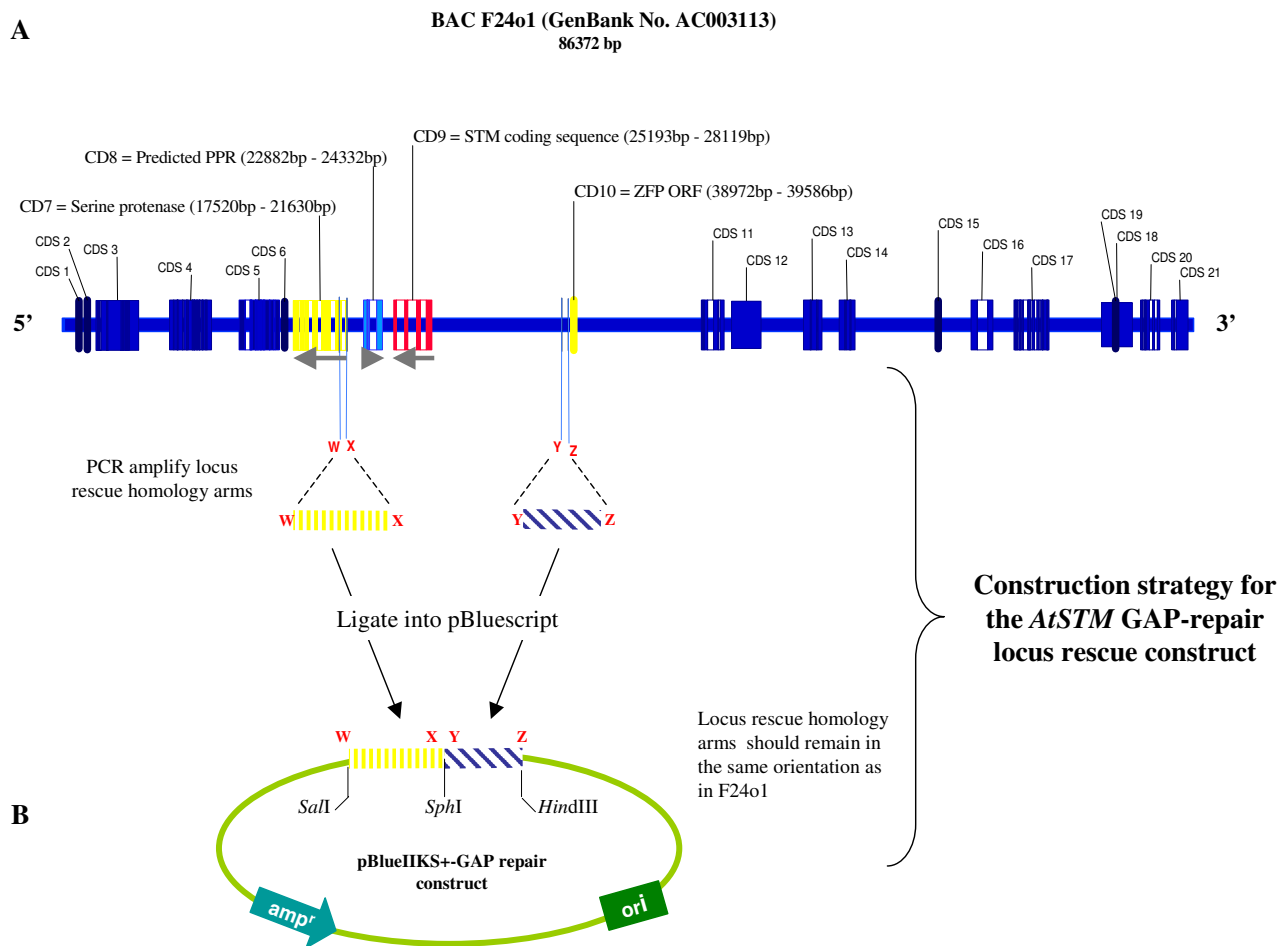 A
BAC F24o1 (GenBank No. AC003113)
86372 bp
CD9 = STM coding sequence (25193bp - 28119bp)
CD8 = Predicted PPR (22882bp - 24332bp)
CD10 = ZFP ORF (38972bp - 39586bp)
CD7 = Serine protenase (17520bp - 21630bp)
CDS 1
CDS 2
CDS 3
CDS 4
CDS 5
CDS 6
CDS 11
CDS 12
CDS 13
CDS 14
CDS 15
CDS 16
CDS 17
CDS 19
CDS 18
CDS 20
CDS 21
5’
3’
W X
Y Z
PCR amplify locus
rescue homology arms
W X
Y Z
Ligate into pBluescript
Construction strategy for
the AtSTM GAP-repair
locus rescue construct
Locus rescue homology
arms should remain in
the same orientation as
in F24o1
W X Y Z
SalI
SphI
HindIII
B
pBlueIIKS+-GAP repair
construct
ampr
ori